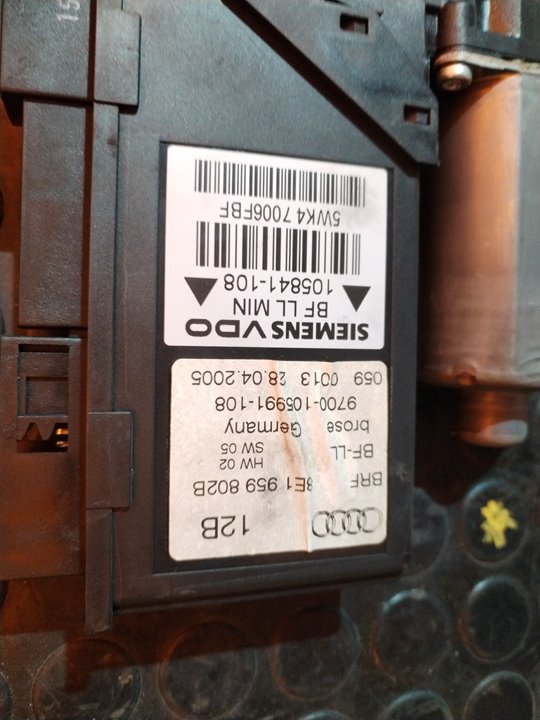 12B
BRF 8E1 959 802B
HW 02
BF-LL SW 05
brose Germany
9700-105991-108
059 0013 28.04.2005
SIEMENS VDO
BF LL MIN
105841-108
5WK4 7006FBF